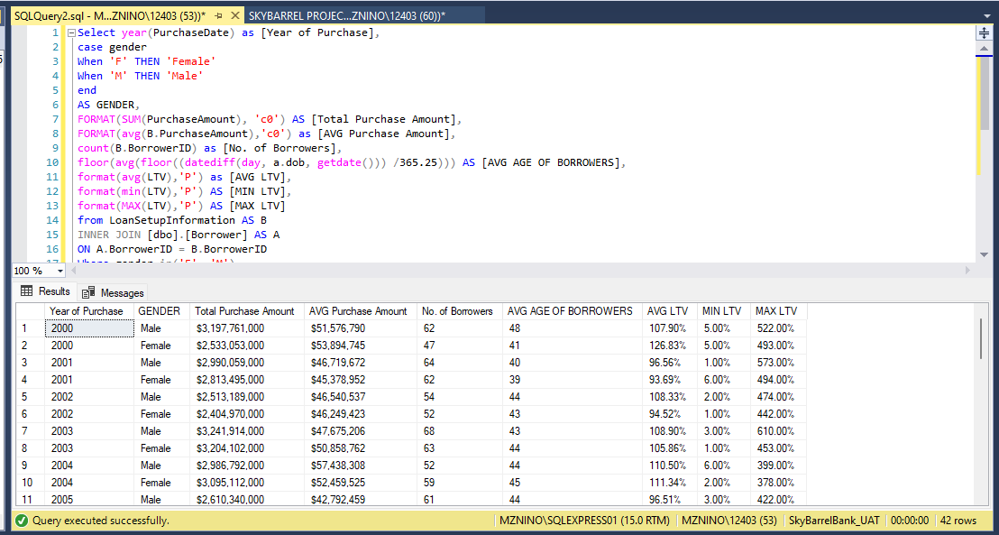 SQLQuery2.sql - M...ZNINO\12403 (53))* SKYBARREL PROJEC...ZNINO\12403 (60))*
1 Select year(PurchaseDate) as [Year of Purchase],
2 case gender
3 When 'F' THEN 'Female'
4 When 'M' THEN 'Male'
5 end
6 AS GENDER,
7 FORMAT(SUM(PurchaseAmount), 'c0') AS [Total Purchase Amount],
8 FORMAT(avg(B.PurchaseAmount),'c0') as [AVG Purchase Amount],
9 count(B.BorrowerID) as [No. of Borrowers],
10 floor(avg(floor((datediff(day, a.dob, getdate())) /365.25))) AS [AVG AGE OF BORROWERS],
11 format(avg(LTV),'P') as [AVG LTV],
12 format(min(LTV),'P') AS [MIN LTV],
13 format(MAX(LTV),'P') AS [MAX LTV]
14 from LoanSetupInformation AS B
15 INNER JOIN [dbo].[Borrower] AS A
16 ON A.BorrowerID = B.BorrowerID
100 %
Results Messages
Year of Purchase GENDER Total Purchase Amount AVG Purchase Amount No. of Borrowers AVG AGE OF BORROWERS AVG LTV MIN LTV MAX LTV
1 2000 Male $3,197,761,000 $51,576,790 62 48 107.90% 5.00% 522.00%
2 2000 Female $2,533,053,000 $53,894,745 47 41 126.83% 5.00% 493.00%
3 2001 Male $2,990,059,000 $46,719,672 64 40 96.56% 1.00% 573.00%
4 2001 Female $2,813,495,000 $45,378,952 62 39 93.69% 6.00% 494.00%
5 2002 Male $2,513,189,000 $46,540,537 54 44 108.33% 2.00% 474.00%
6 2002 Female $2,404,970,000 $46,249,423 52 43 94.52% 1.00% 442.00%
7 2003 Male $3,241,914,000 $47,675,206 68 43 108.90% 3.00% 610.00%
8 2003 Female $3,204,102,000 $50,858,762 63 44 105.86% 1.00% 453.00%
9 2004 Male $2,986,792,000 $57,438,308 52 44 110.50% 6.00% 399.00%
10 2004 Female $3,095,112,000 $52,459,525 59 45 111.34% 2.00% 378.00%
11 2005 Male $2,610,340,000 $42,792,459 61 44 96.51% 3.00% 422.00%
Query executed successfully. MZNINO\SQLEXPRESS01 (15.0 RTM) MZNINO\12403 (53) SkyBarrelBank_UAT 00:00:00 42 rows